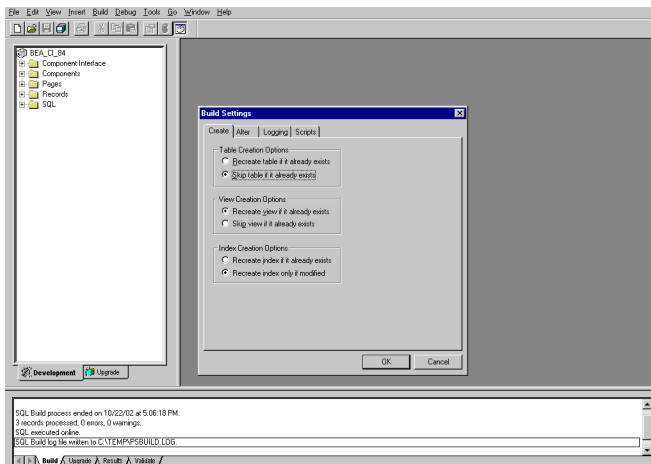 File Edit View Insert Build Debug Tools Go Window Help
BEA_CI_84
Component Interface
Components
Pages
Records
SQL
Build Settings
Create Alter Logging Scripts
Table Creation Options
Recreate table if it already exists
Skip table if it already exists
View Creation Options
Recreate view if it already exists
Skip view if it already exists
Index Creation Options
Recreate index if it already exists
Recreate index only if modified
OK Cancel
Development Upgrade
SQL Build process ended on 10/22/02 at 5:06:18 PM.
3 records processed, 0 errors, 0 warnings.
SQL executed online.
SQL Build log file written to C:\TEMP\PSBUILD.LOG.
Build Upgrade Results Validate